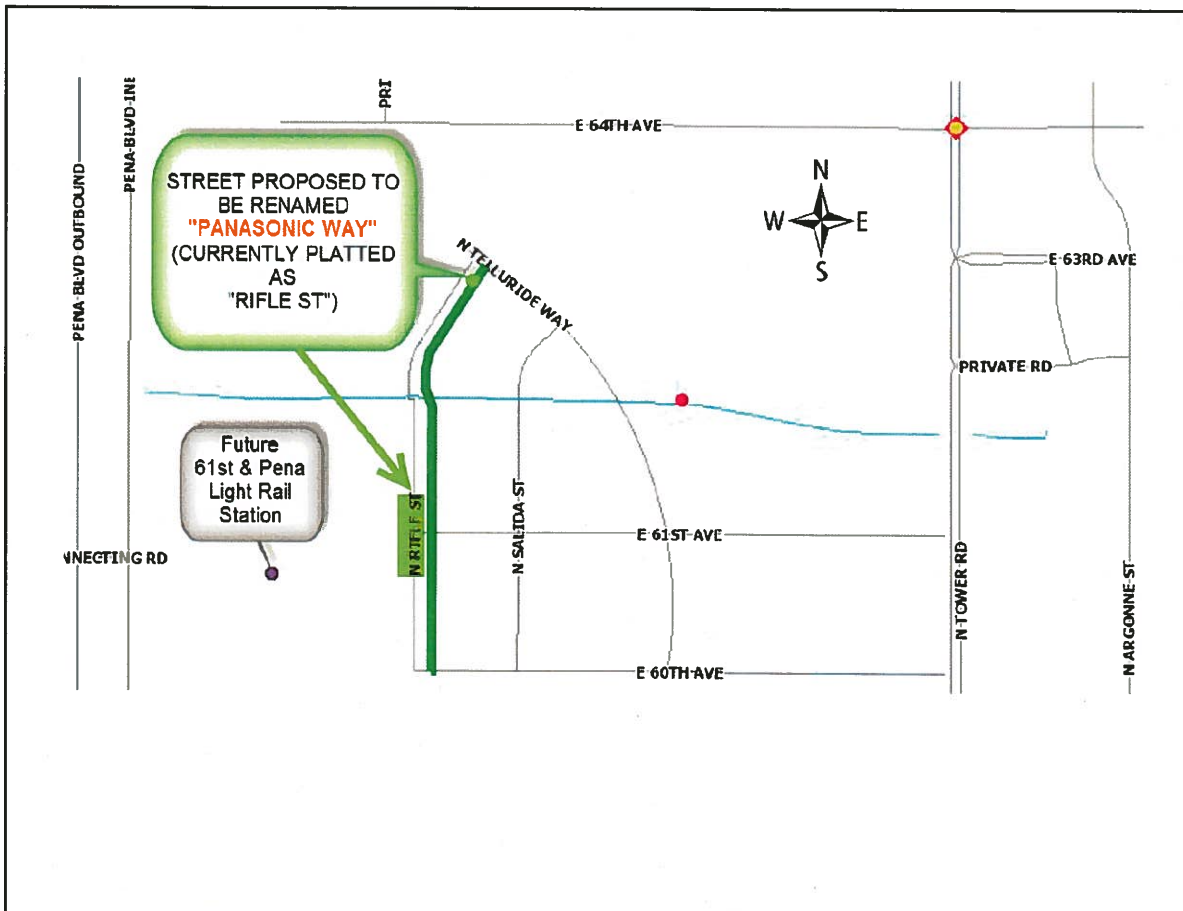 PENA-BLVD-INE
PRI
E 64TH AVE
STREET PROPOSED TO
BE RENAMED
"PANASONIC WAY"
(CURRENTLY PLATTED
AS
"RIFLE ST")
PENA-BLVD OUTBOUND
N
W E
S
N TELLURIDE WAY
E 63RD AVE
PRIVATE RD
Future
61st & Pena
Light Rail
Station
N RIFLE ST
N SALIDA ST
E 61ST AVE
NNECTING RD
N TOWER RD
N ARGONNE ST
E 60TH AVE